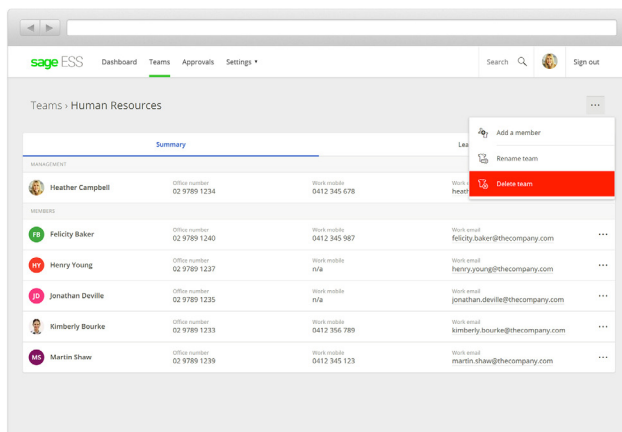 sage ESS Dashboard Teams Approvals Settings Search Sign out
Teams › Human Resources
Add a member
Rename team
Delete team
Summary Lea
MANAGEMENT
Heather Campbell
Office number
02 9789 1234
Work mobile
0412 345 678
MEMBERS
FB Felicity Baker
Office number
02 9789 1240
Work mobile
0412 345 987
Work email
felicity.baker@thecompany.com
HY Henry Young
Office number
02 9789 1237
Work mobile
n/a
Work email
henry.young@thecompany.com
JD Jonathan Deville
Office number
02 9789 1235
Work mobile
n/a
Work email
jonathan.deville@thecompany.com
Kimberly Bourke
Office number
02 9789 1233
Work mobile
0412 356 789
Work email
kimberly.bourke@thecompany.com
MS Martin Shaw
Office number
02 9789 1239
Work mobile
0412 345 123
Work email
martin.shaw@thecompany.com